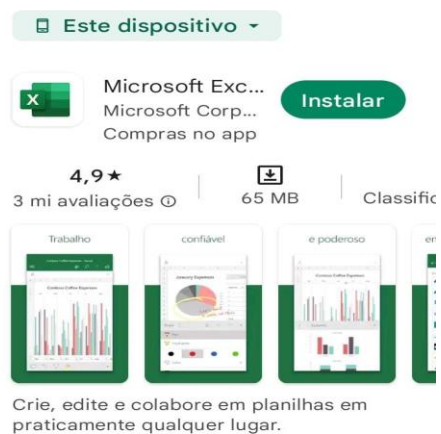 Este dispositivo
Microsoft Exc...
Microsoft Corp...
Compras no app
Instalar
4,9★
3 mi avaliações
65 MB
Classific
Trabalho
confiável
e poderoso
Crie, edite e colabore em planilhas em
praticamente qualquer lugar.